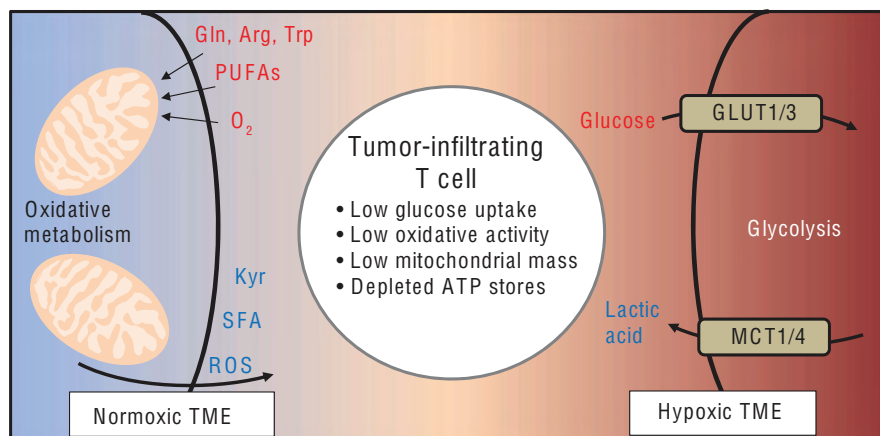 Gln, Arg, Trp
PUFAs
O₂
Oxidative
metabolism
Kyr
SFA
ROS
Normoxic TME
Tumor-infiltrating
T cell
• Low glucose uptake
• Low oxidative activity
• Low mitochondrial mass
• Depleted ATP stores
Glucose
GLUT1/3
Glycolysis
Lactic
acid
MCT1/4
Hypoxic TME